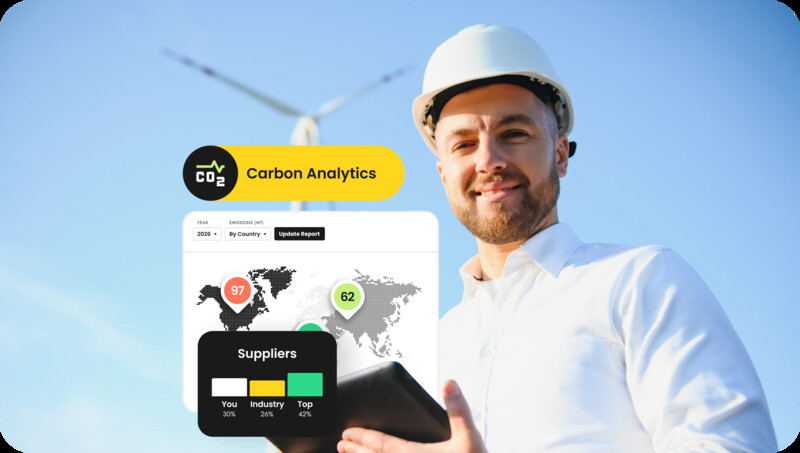 CO2
Carbon Analytics
YEAR EMISSIONS (MT)
2026 By Country Update Report
97
62
Suppliers
You Industry Top
30% 26% 42%